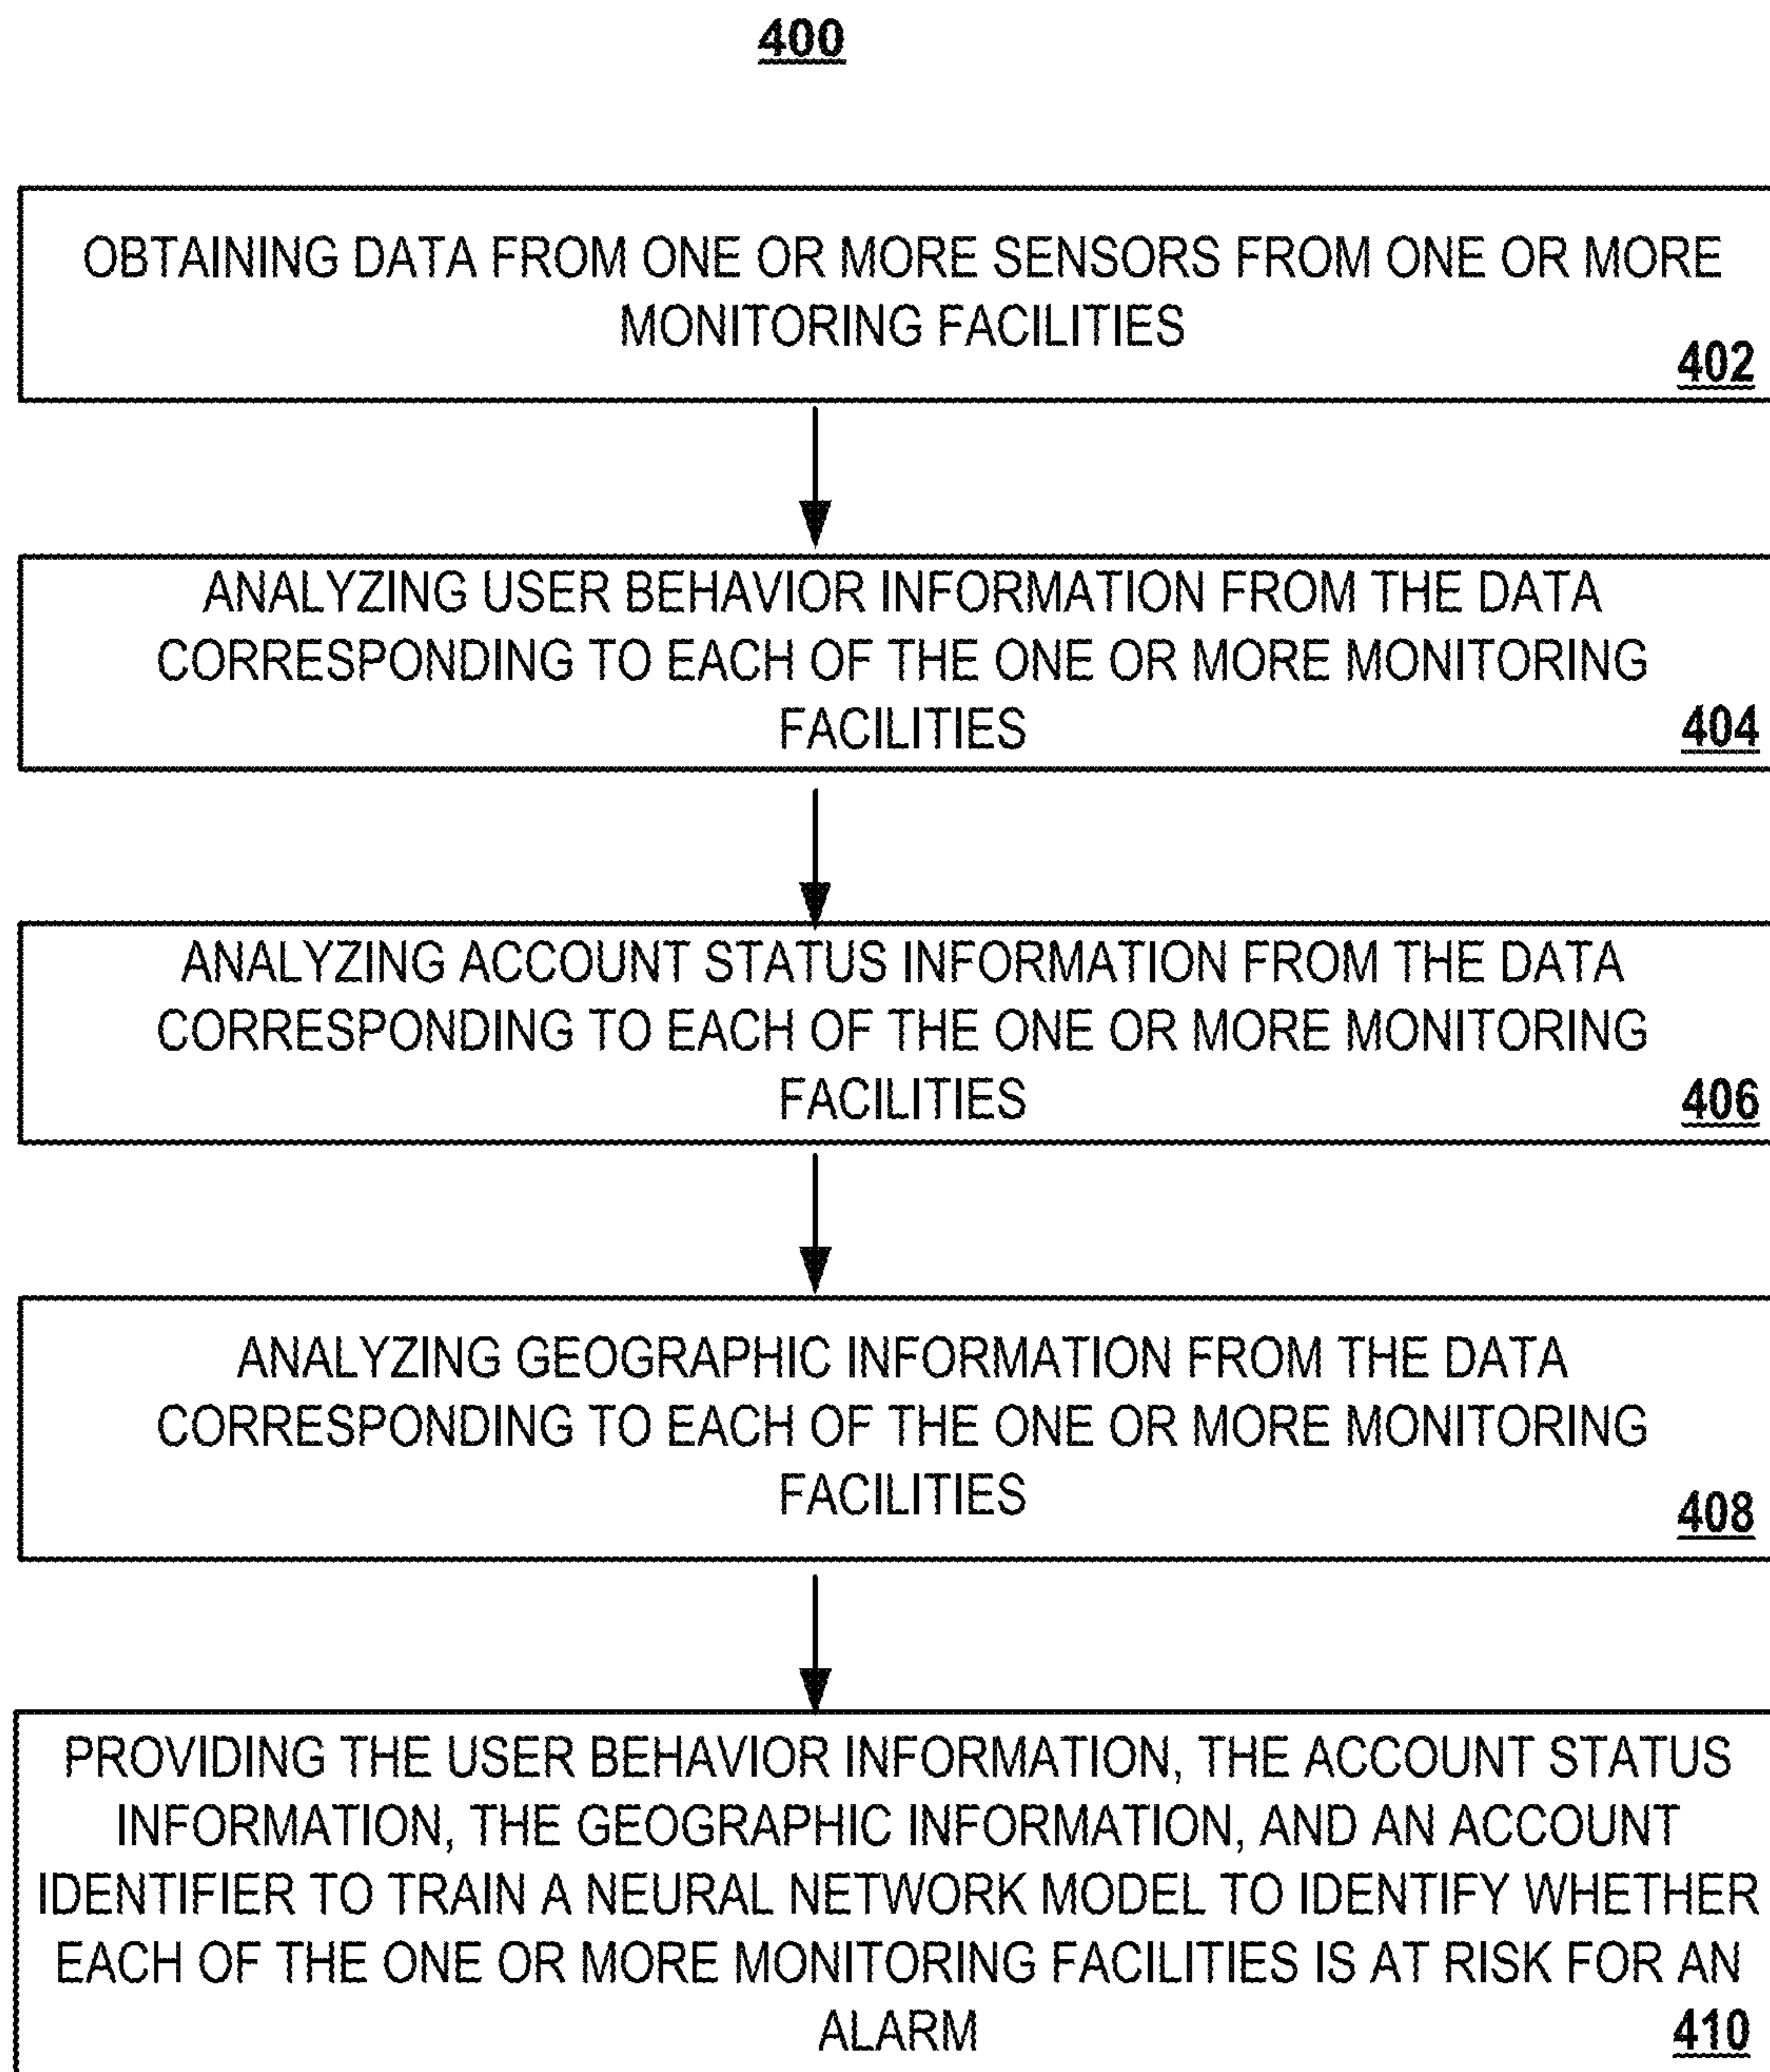 400
OBTAINING DATA FROM ONE OR MORE SENSORS FROM ONE OR MORE
MONITORING FACILITIES
402
ANALYZING USER BEHAVIOR INFORMATION FROM THE DATA
CORRESPONDING TO EACH OF THE ONE OR MORE MONITORING
FACILITIES
404
ANALYZING ACCOUNT STATUS INFORMATION FROM THE DATA
CORRESPONDING TO EACH OF THE ONE OR MORE MONITORING
FACILITIES
406
ANALYZING GEOGRAPHIC INFORMATION FROM THE DATA
CORRESPONDING TO EACH OF THE ONE OR MORE MONITORING
FACILITIES
408
PROVIDING THE USER BEHAVIOR INFORMATION, THE ACCOUNT STATUS
INFORMATION, THE GEOGRAPHIC INFORMATION, AND AN ACCOUNT
IDENTIFIER TO TRAIN A NEURAL NETWORK MODEL TO IDENTIFY WHETHER
EACH OF THE ONE OR MORE MONITORING FACILITIES IS AT RISK FOR AN
ALARM
410